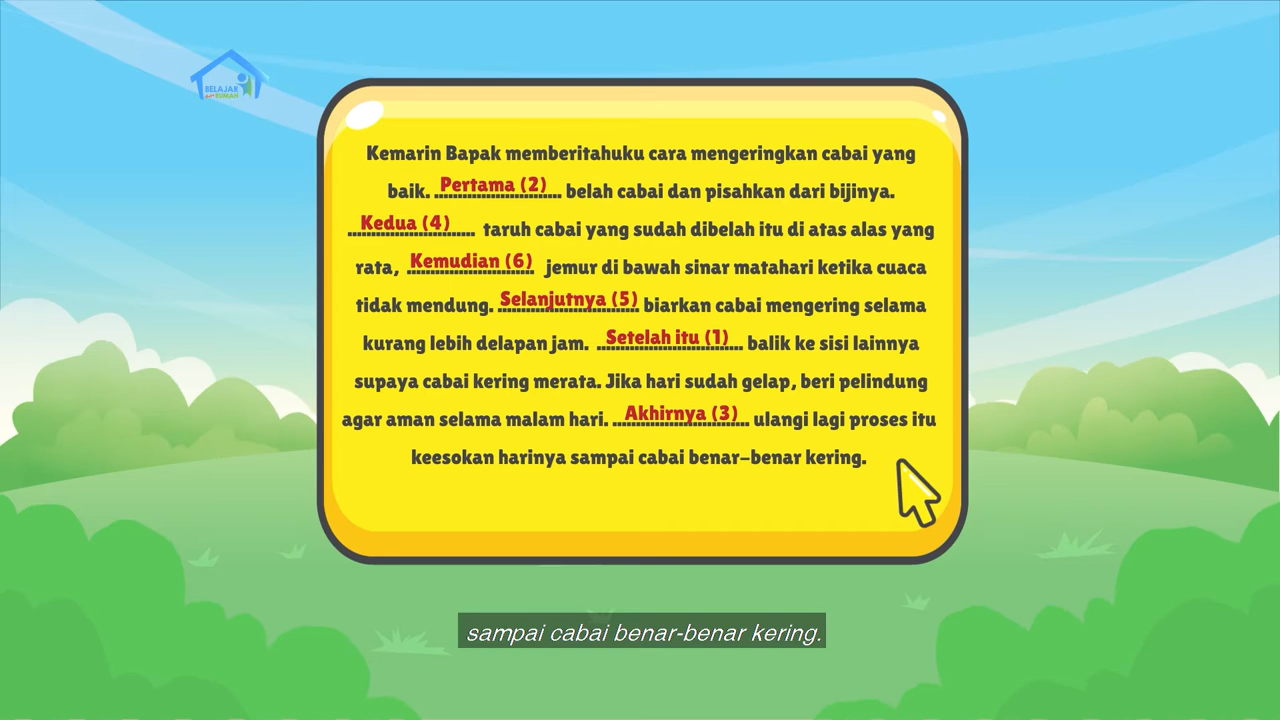 BELAJAR
dari RUMAH
Kemarin Bapak memberitahuku cara mengeringkan cabai yang
baik. Pertama (2) belah cabai dan pisahkan dari bijinya.
Kedua (4) taruh cabai yang sudah dibelah itu di atas alas yang
rata, Kemudian (6) jemur di bawah sinar matahari ketika cuaca
tidak mendung. Selanjutnya (5) biarkan cabai mengering selama
kurang lebih delapan jam. Setelah itu (1) balik ke sisi lainnya
supaya cabai kering merata. Jika hari sudah gelap, beri pelindung
agar aman selama malam hari. Akhirnya (3) ulangi lagi proses itu
keesokan harinya sampai cabai benar-benar kering.
sampai cabai benar-benar kering.